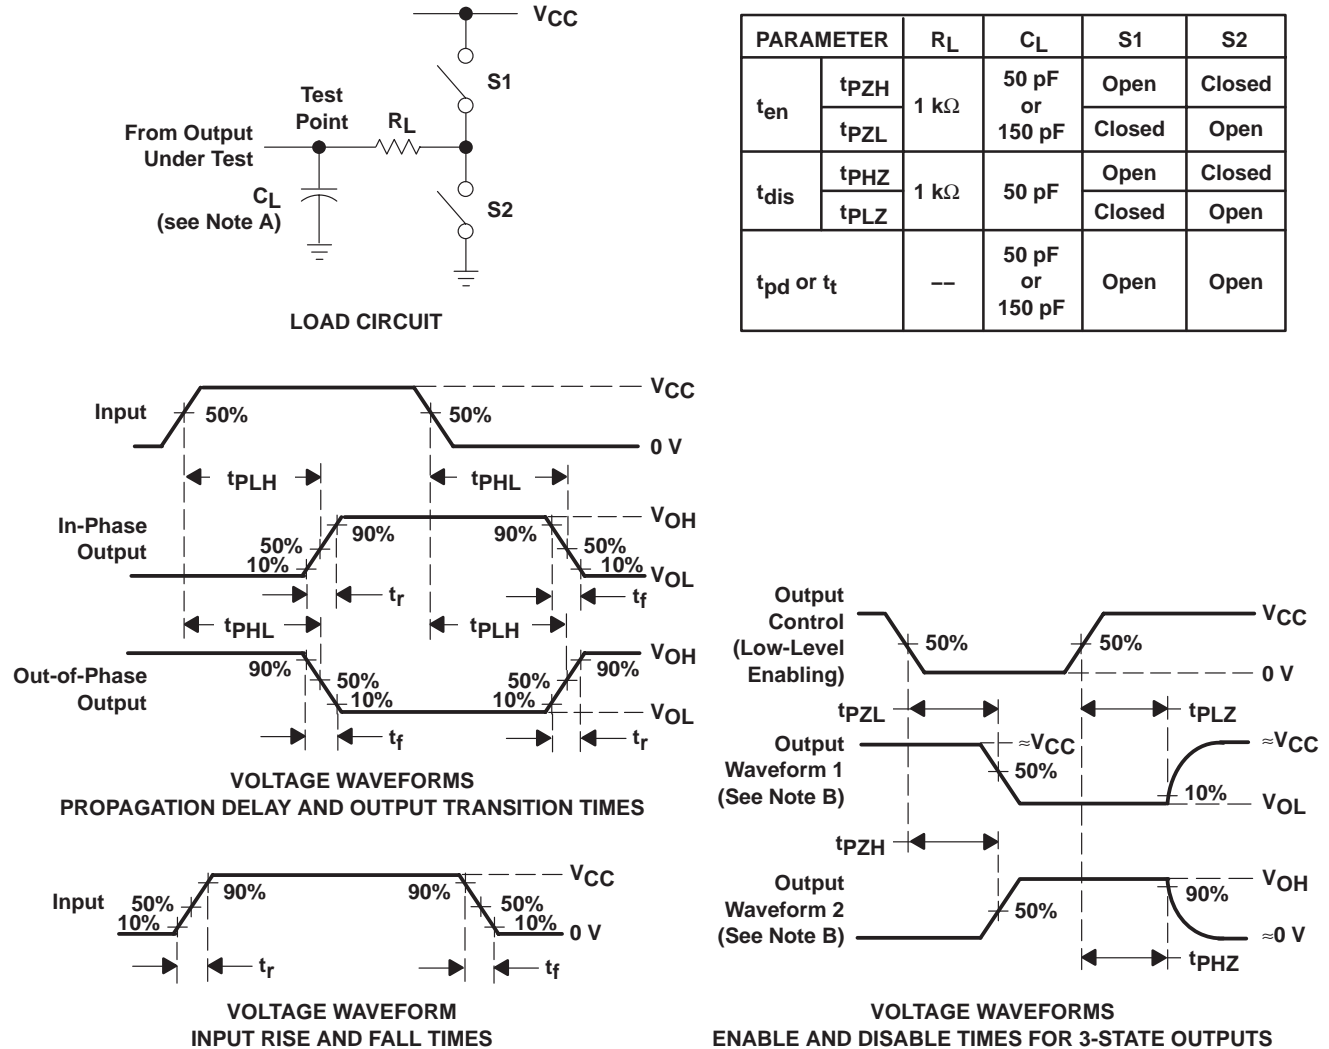 VCC
S1
Test
Point
RL
From Output
Under Test
CL
(see Note A)
S2
LOAD CIRCUIT
PARAMETER RL CL S1 S2
ten tPZH 1 kΩ 50 pF or 150 pF Open Closed
tPZL Closed Open
tdis tPHZ 1 kΩ 50 pF Open Closed
tPLZ Closed Open
tpd or tt –– 50 pF or 150 pF Open Open
Input 50% 50% VCC
0 V
tPLH tPHL
In-Phase
Output
50%
10%
90% 90%
50%
10%
VOH
VOL
tr tf
tPHL tPLH
Out-of-Phase
Output
90%
50%
10%
50%
10%
90%
VOH
VOL
tf tr
VOLTAGE WAVEFORMS
PROPAGATION DELAY AND OUTPUT TRANSITION TIMES
Input
50%
10%
90% 90%
50%
10%
VCC
0 V
tr tf
VOLTAGE WAVEFORM
INPUT RISE AND FALL TIMES
Output
Control
(Low-Level
Enabling)
50% 50%
VCC
0 V
tPZL tPLZ
Output
Waveform 1
(See Note B)
≈VCC
50%
10%
≈VCC
VOL
tPZH
Output
Waveform 2
(See Note B)
50%
90%
VOH
≈0 V
tPHZ
VOLTAGE WAVEFORMS
ENABLE AND DISABLE TIMES FOR 3-STATE OUTPUTS